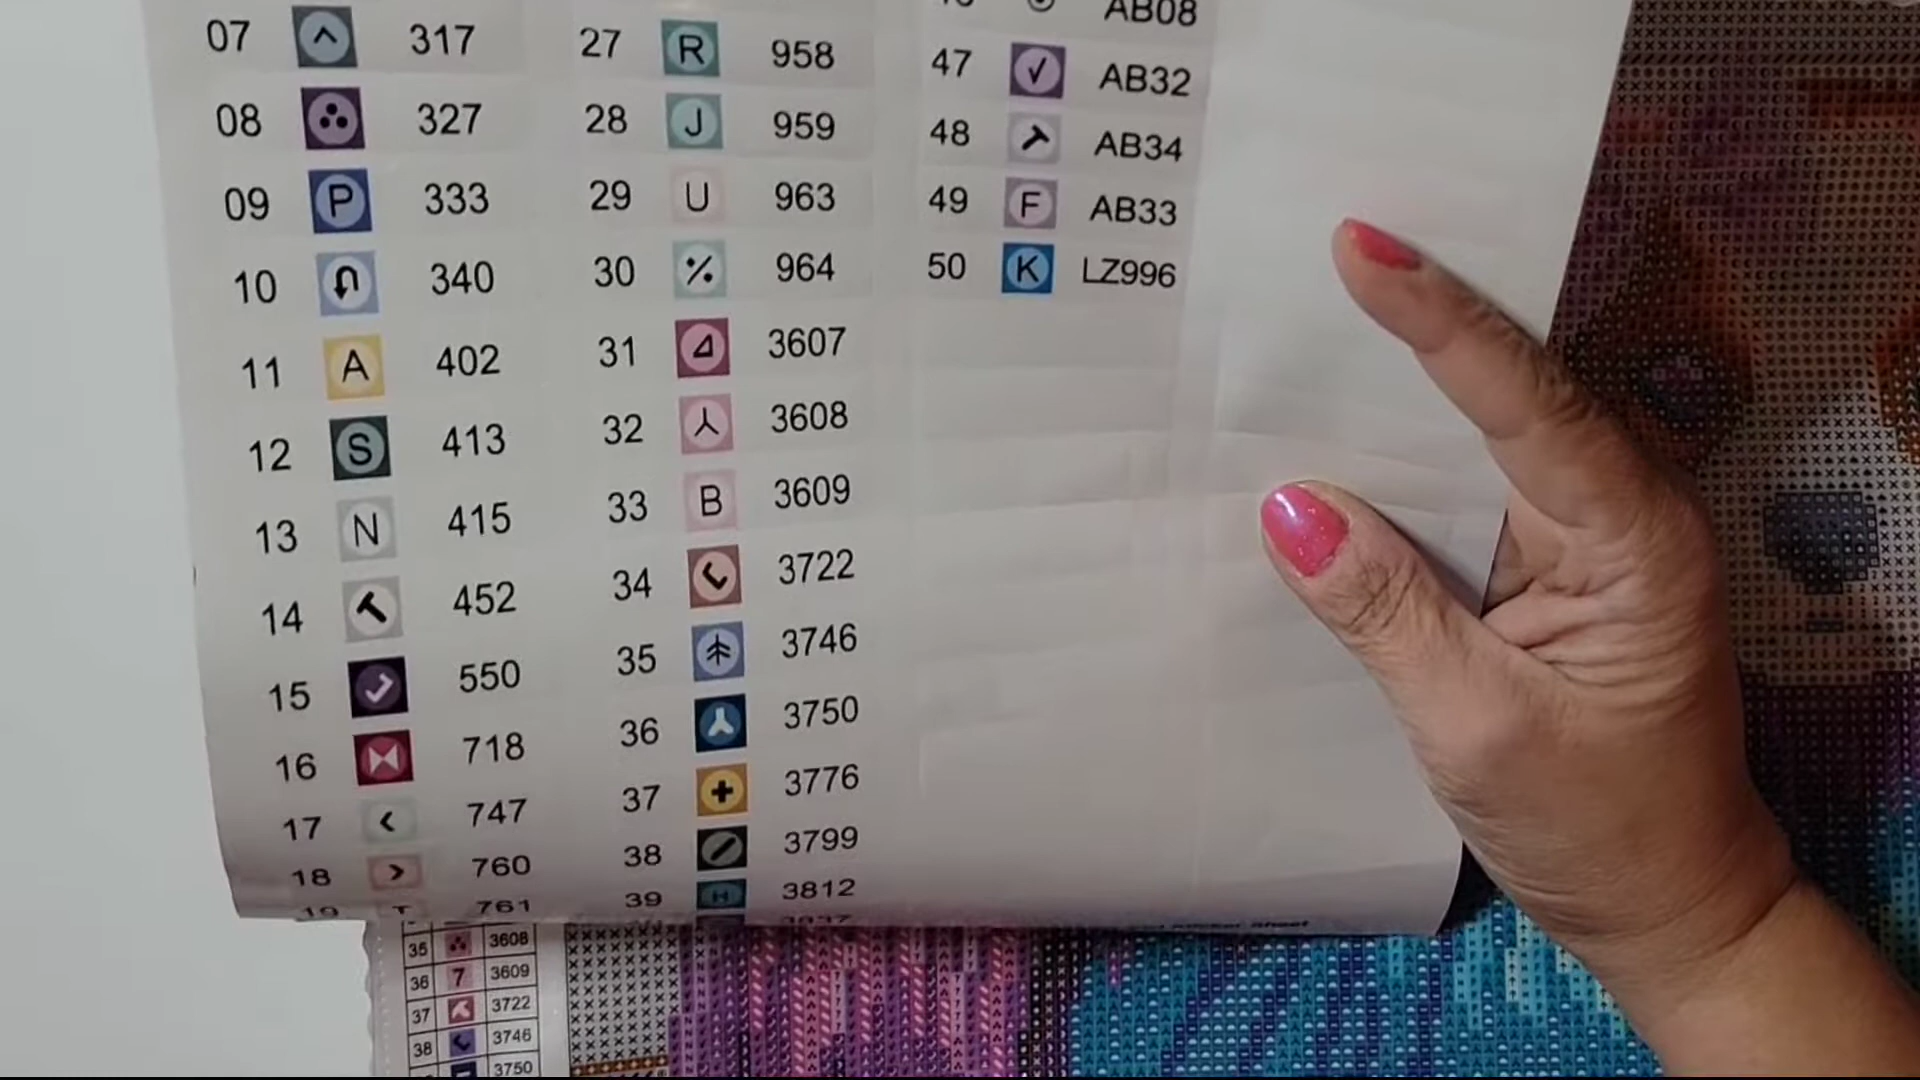 07 317
08 327
09 P 333
10 340
11 A 402
12 S 413
13 N 415
14 452
15 550
16 718
17 747
18 760
19 T 761
27 R 958
28 J 959
29 U 963
30 % 964
31 3607
32 3608
33 B 3609
34 3722
35 3746
36 3750
37 3776
38 3799
39 H 3812
AB08
47 AB32
48 AB34
49 F AB33
50 K LZ996
35 3608
36 7 3609
37 3722
38 3746
3750